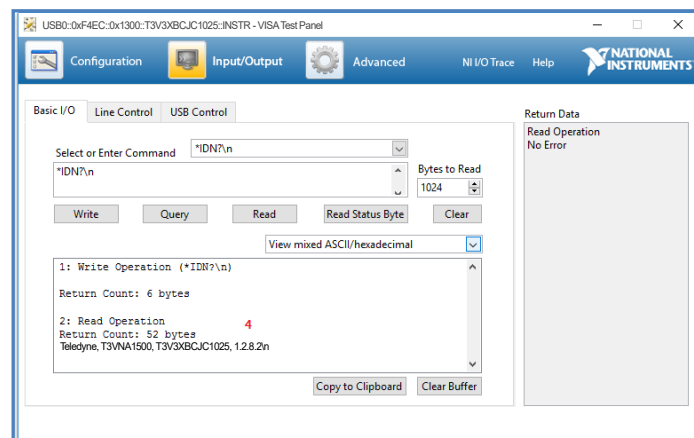 USB0::0xF4EC::0x1300::T3V3XBCJC1025::INSTR - VISA Test Panel
Configuration
Input/Output
Advanced
NI I/O Trace
Help
NATIONAL
INSTRUMENTS
Basic I/O
Line Control
USB Control
Return Data
Read Operation
No Error
Select or Enter Command
*IDN?\n
*IDN?\n
Bytes to Read
1024
Write
Query
Read
Read Status Byte
Clear
View mixed ASCII/hexadecimal
1: Write Operation (*IDN?\n)
Return Count: 6 bytes
2: Read Operation
4
Return Count: 52 bytes
Teledyne, T3VNA1500, T3V3XBCJC1025, 1.2.8.2\n
Copy to Clipboard
Clear Buffer